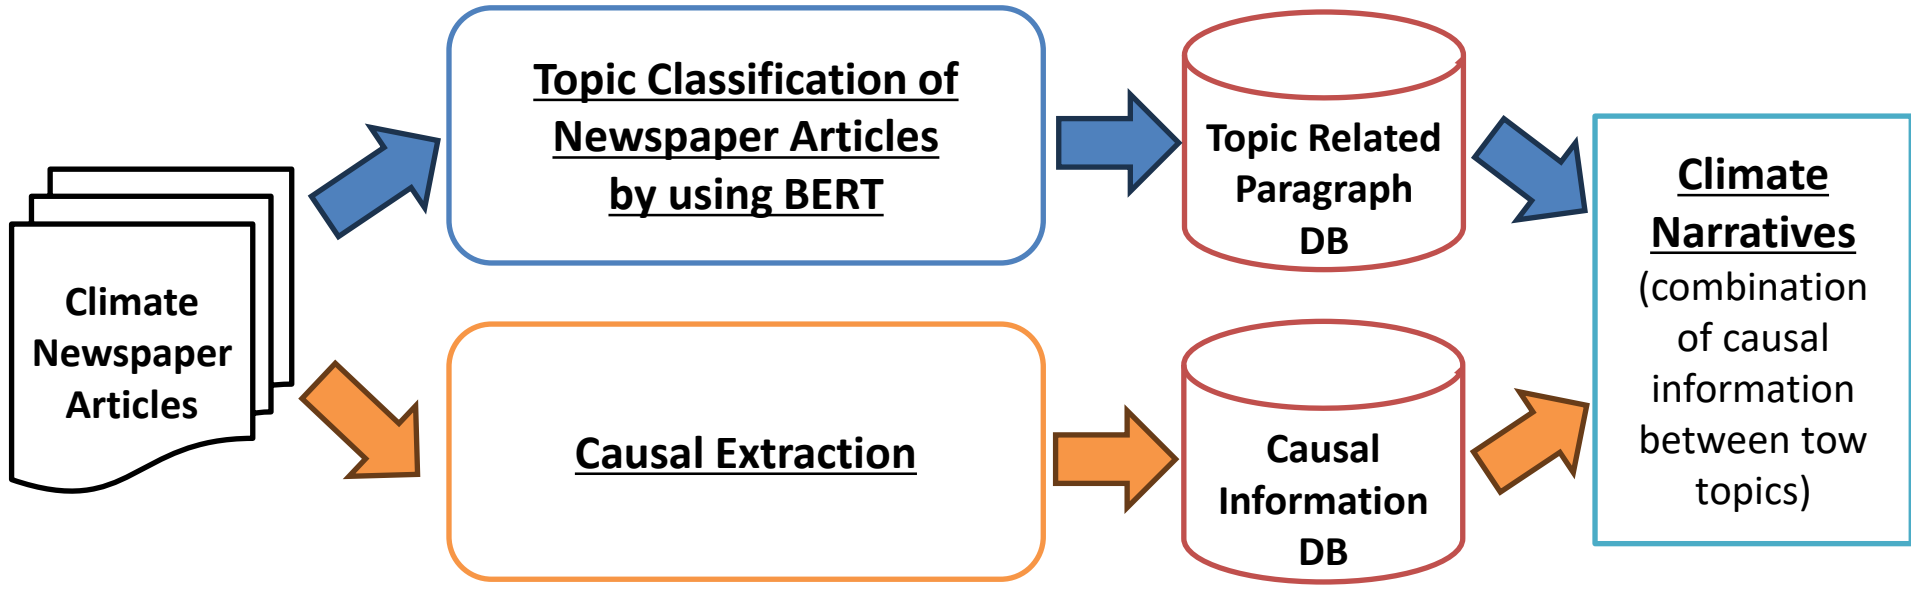 Climate
Newspaper
Articles
Topic Classification of
Newspaper Articles
by using BERT
Causal Extraction
Topic Related
Paragraph
DB
Causal
Information
DB
Climate
Narratives
(combination
of causal
information
between tow
topics)